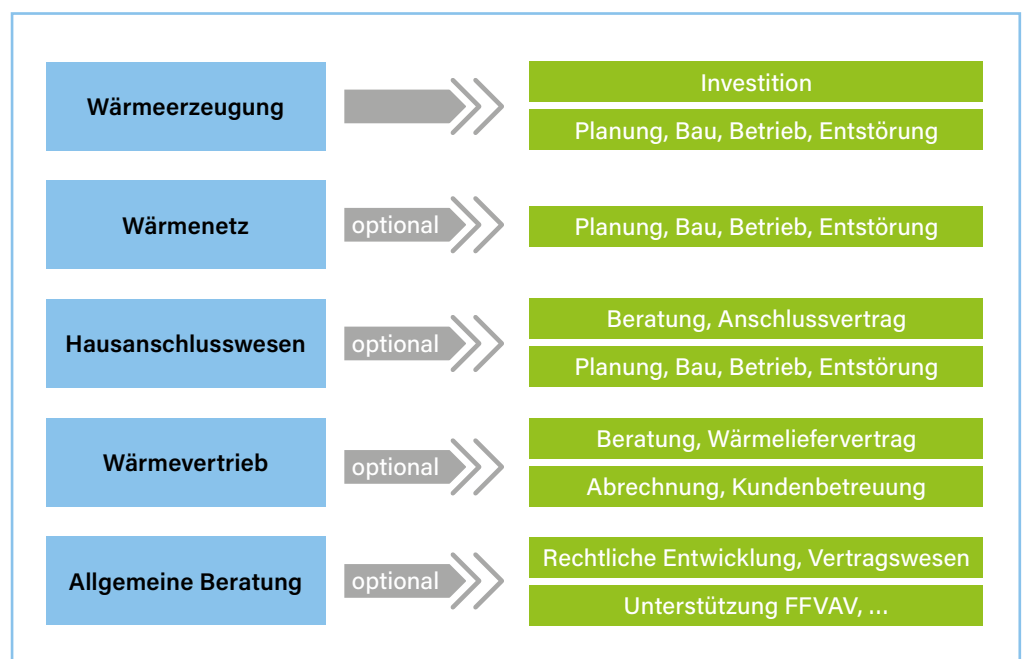 Wärmeerzeugung
Investition
Planung, Bau, Betrieb, Entstörung
Wärmenetz
optional
Planung, Bau, Betrieb, Entstörung
Hausanschlusswesen
optional
Beratung, Anschlussvertrag
Planung, Bau, Betrieb, Entstörung
Wärmevertrieb
optional
Beratung, Wärmeliefervertrag
Abrechnung, Kundenbetreuung
Allgemeine Beratung
optional
Rechtliche Entwicklung, Vertragswesen
Unterstützung FFVAV, ...